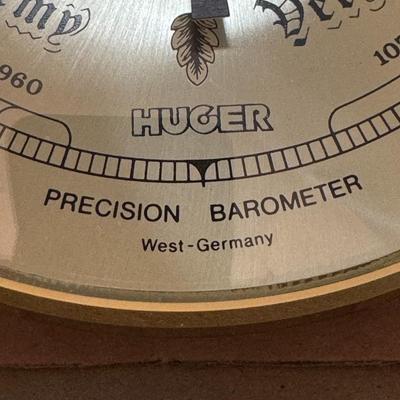 960
HUGER
PRECISION BAROMETER
West-Germany